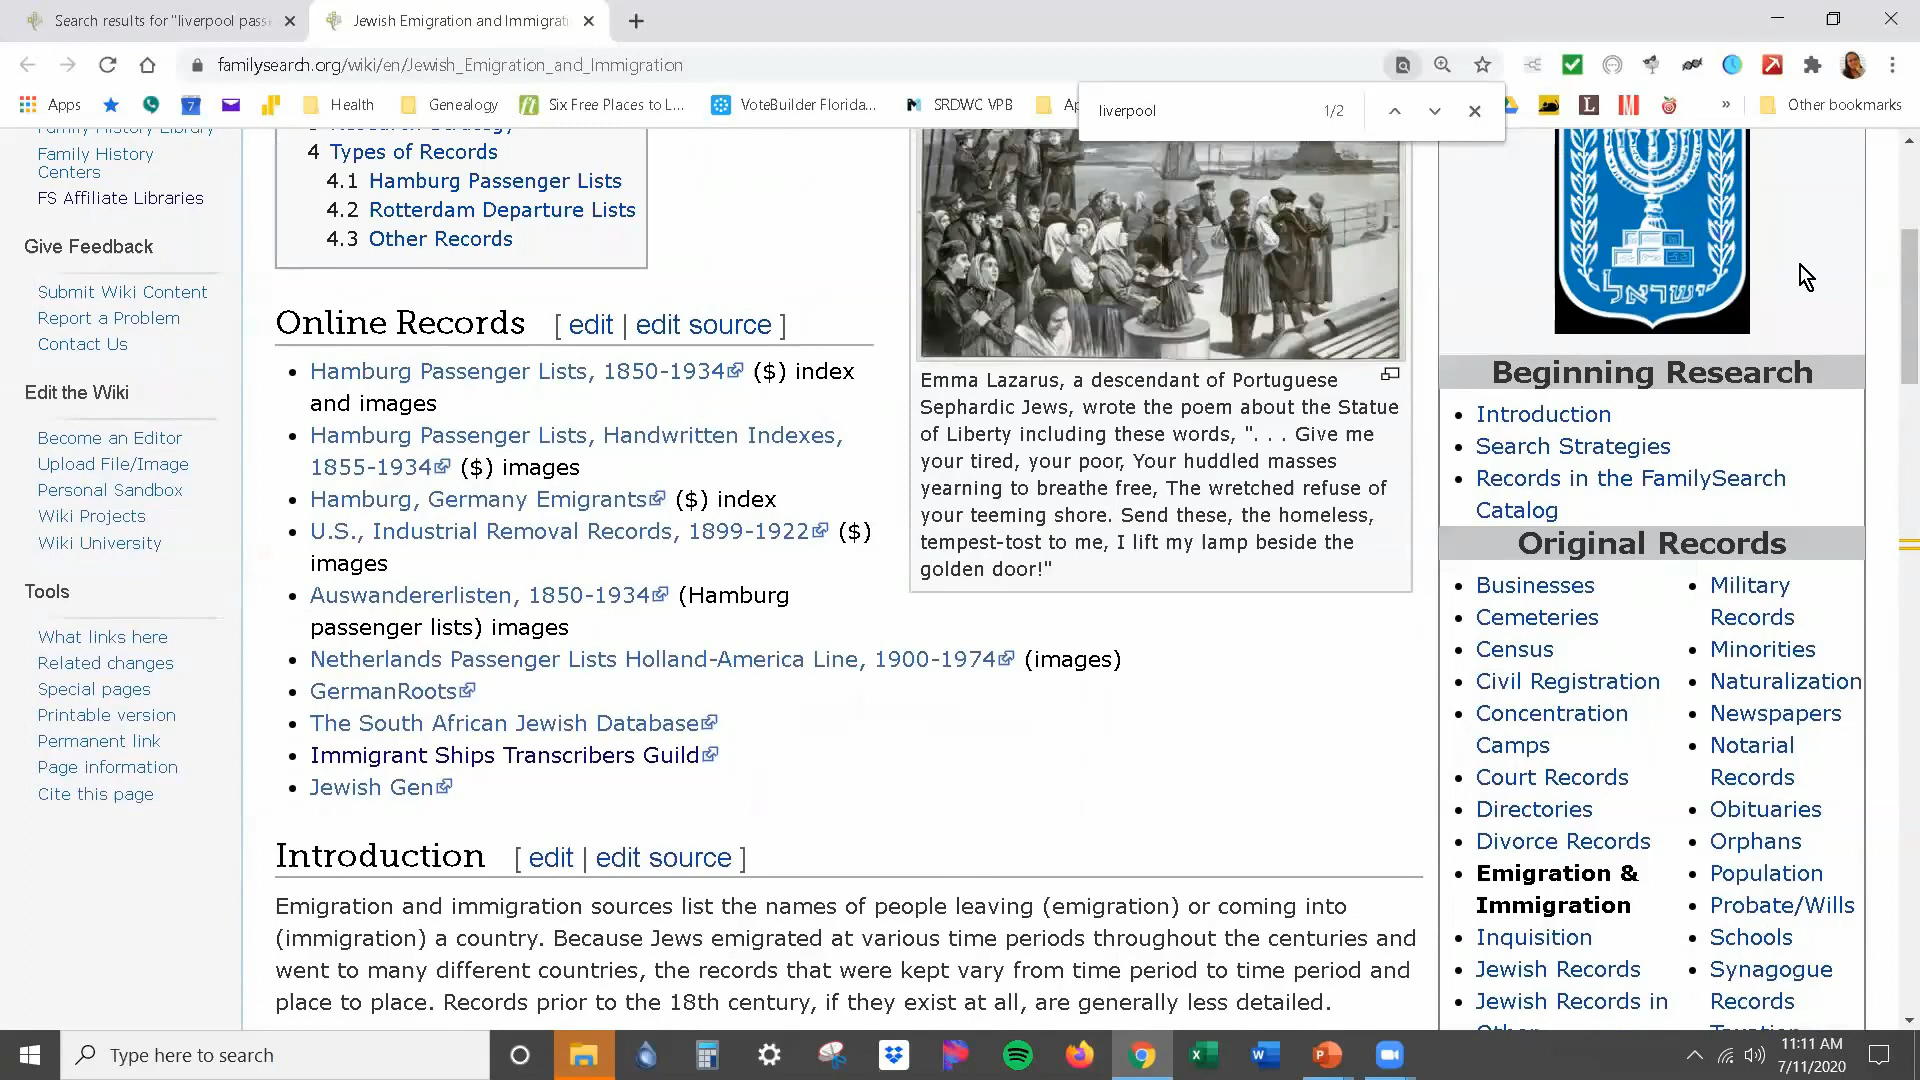 Search results for "liverpool pass
Jewish Emigration and Immigrat
familysearch.org/wiki/en/Jewish_Emigration_and_Immigration
Apps
7
Health
Genealogy
Six Free Places to L...
VoteBuilder Florida...
SRDWC VPB
Ap
liverpool
1/2
L
»
Other bookmarks
Family History Library
Family History
Centers
FS Affiliate Libraries
Give Feedback
Submit Wiki Content
Report a Problem
Contact Us
Edit the Wiki
Become an Editor
Upload File/Image
Personal Sandbox
Wiki Projects
Wiki University
Tools
What links here
Related changes
Special pages
Printable version
Permanent link
Page information
Cite this page
Research Strategy
4 Types of Records
4.1 Hamburg Passenger Lists
4.2 Rotterdam Departure Lists
4.3 Other Records
Online Records [ edit | edit source ]
• Hamburg Passenger Lists, 1850-1934 ($) index
and images
• Hamburg Passenger Lists, Handwritten Indexes,
1855-1934 ($) images
• Hamburg, Germany Emigrants ($) index
• U.S., Industrial Removal Records, 1899-1922 ($)
images
• Auswandererlisten, 1850-1934 (Hamburg
passenger lists) images
• Netherlands Passenger Lists Holland-America Line, 1900-1974 (images)
• GermanRoots
• The South African Jewish Database
• Immigrant Ships Transcribers Guild
• Jewish Gen
Introduction [ edit | edit source ]
Emigration and immigration sources list the names of people leaving (emigration) or coming into
(immigration) a country. Because Jews emigrated at various time periods throughout the centuries and
went to many different countries, the records that were kept vary from time period to time period and
place to place. Records prior to the 18th century, if they exist at all, are generally less detailed.
Emma Lazarus, a descendant of Portuguese
Sephardic Jews, wrote the poem about the Statue
of Liberty including these words, ". . . Give me
your tired, your poor, Your huddled masses
yearning to breathe free, The wretched refuse of
your teeming shore. Send these, the homeless,
tempest-tost to me, I lift my lamp beside the
golden door!"
ישראל
Beginning Research
• Introduction
• Search Strategies
• Records in the FamilySearch
Catalog
Original Records
• Businesses
• Cemeteries
• Census
• Civil Registration
• Concentration
Camps
• Court Records
• Directories
• Divorce Records
• Emigration &
Immigration
• Inquisition
• Jewish Records
• Jewish Records in
Other
• Military
Records
• Minorities
• Naturalization
• Newspapers
• Notarial
Records
• Obituaries
• Orphans
• Population
• Probate/Wills
• Schools
• Synagogue
Records
• Taxation
Type here to search
11:11 AM
7/11/2020